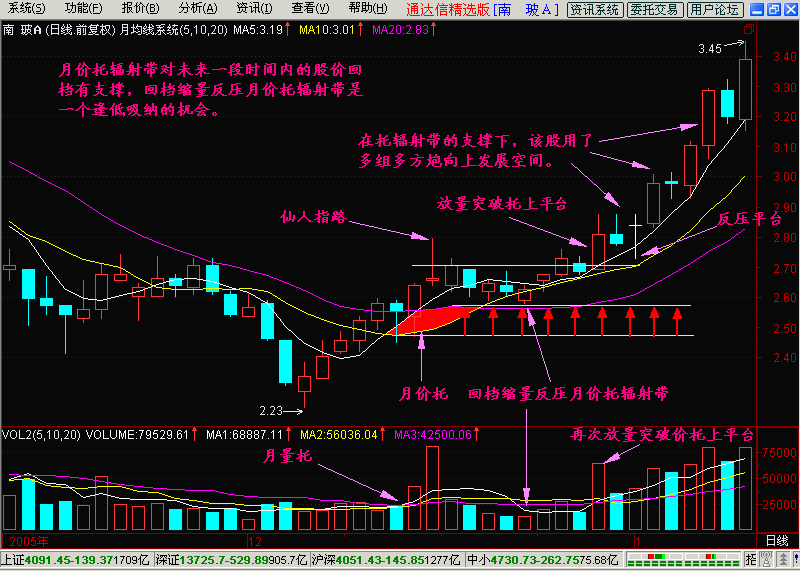 系统(S) 功能(F) 报价(B) 分析(A) 资讯(I) 查看(V) 帮助(H) 通达信精选版[南 玻A] 资讯系统 委托交易 用户论坛
南 玻A (日线.前复权) 月均线系统(5,10,20) MA5:3.19↑ MA10:3.01↑ MA20:2.83↑
3.45
3.40
月价托辐射带对未来一段时间内的股价回
档有支撑，回档缩量反压月价托辐射带是
一个逢低吸纳的机会。
3.30
3.20
在托辐射带的支撑下，该股用了
多组多方炮向上发展空间。
3.10
3.00
放量突破托上平台
2.90
仙人指路
反压平台
2.80
2.70
2.60
2.50
2.40
月价托 回档缩量反压月价托辐射带
2.23
VOL2(5,10,20) VOLUME:79529.61↑ MA1:68887.11↑ MA2:56036.04↑ MA3:42500.06↑
再次放量突破价托上平台
月量托
75000
50000
25000
2005年 12 1 日线
上证4091.45-139.371709亿 深证13725.7-529.89905.7亿 沪深4051.43-145.851277亿 中小4730.73-262.7575.68亿 招